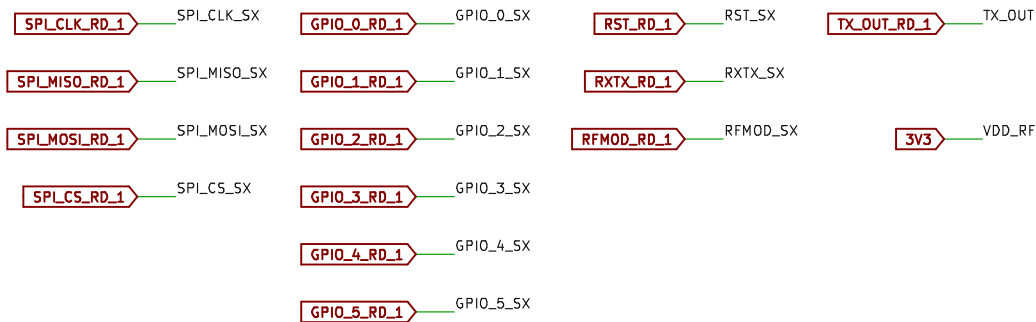 SPI_CLK_RD_1 SPI_CLK_SX GPIO_0_RD_1 GPIO_0_SX RST_RD_1 RST_SX TX_OUT_RD_1 TX_OUT
SPI_MISO_RD_1 SPI_MISO_SX GPIO_1_RD_1 GPIO_1_SX RXTX_RD_1 RXTX_SX
SPI_MOSI_RD_1 SPI_MOSI_SX GPIO_2_RD_1 GPIO_2_SX RFMOD_RD_1 RFMOD_SX 3V3 VDD_RF
SPI_CS_RD_1 SPI_CS_SX GPIO_3_RD_1 GPIO_3_SX
GPIO_4_RD_1 GPIO_4_SX
GPIO_5_RD_1 GPIO_5_SX